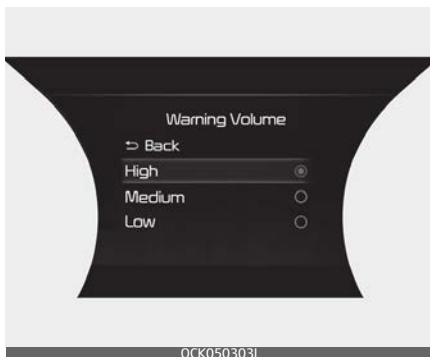 Warning Volume
Back
High
Medium
Low
OCK050303L